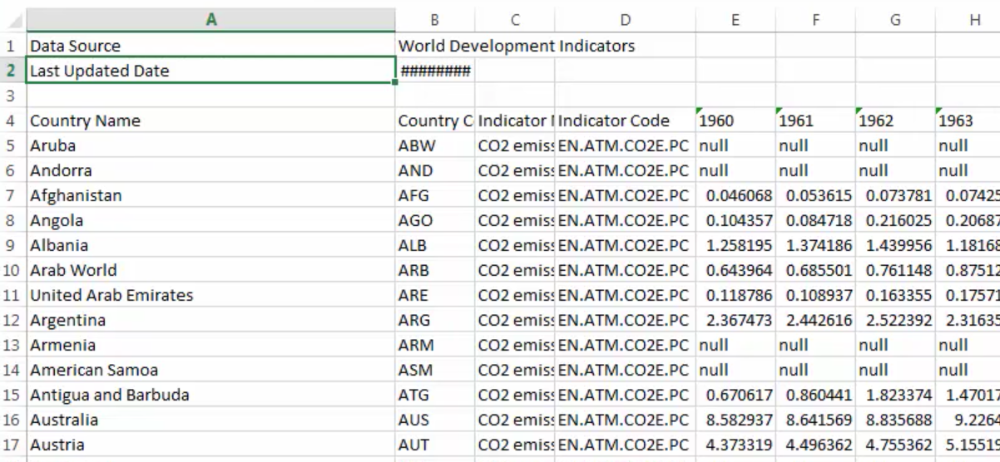 A B C D E F G H
1 Data Source World Development Indicators
2 Last Updated Date ########
3
4 Country Name Country C Indicator Indicator Code 1960 1961 1962 1963
5 Aruba ABW CO2 emiss EN.ATM.CO2E.PC null null null null
6 Andorra AND CO2 emiss EN.ATM.CO2E.PC null null null null
7 Afghanistan AFG CO2 emiss EN.ATM.CO2E.PC 0.046068 0.053615 0.073781 0.07425
8 Angola AGO CO2 emiss EN.ATM.CO2E.PC 0.104357 0.084718 0.216025 0.20687
9 Albania ALB CO2 emiss EN.ATM.CO2E.PC 1.258195 1.374186 1.439956 1.18168
10 Arab World ARB CO2 emiss EN.ATM.CO2E.PC 0.643964 0.685501 0.761148 0.87512
11 United Arab Emirates ARE CO2 emiss EN.ATM.CO2E.PC 0.118786 0.108937 0.163355 0.17571
12 Argentina ARG CO2 emiss EN.ATM.CO2E.PC 2.367473 2.442616 2.522392 2.31635
13 Armenia ARM CO2 emiss EN.ATM.CO2E.PC null null null null
14 American Samoa ASM CO2 emiss EN.ATM.CO2E.PC null null null null
15 Antigua and Barbuda ATG CO2 emiss EN.ATM.CO2E.PC 0.670617 0.860441 1.823374 1.47017
16 Australia AUS CO2 emiss EN.ATM.CO2E.PC 8.582937 8.641569 8.835688 9.2264
17 Austria AUT CO2 emiss EN.ATM.CO2E.PC 4.373319 4.496362 4.755362 5.15519